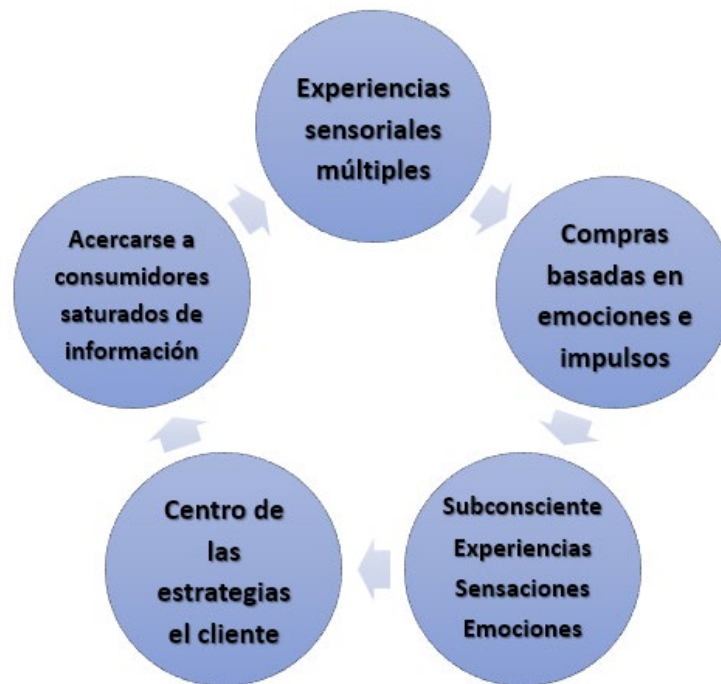 Experiencias
sensoriales
múltiples
Compras
basadas en
emociones e
impulsos
Subconsciente
Experiencias
Sensaciones
Emociones
Centro de
las
estrategias
el cliente
Acercarse a
consumidores
saturados de
información